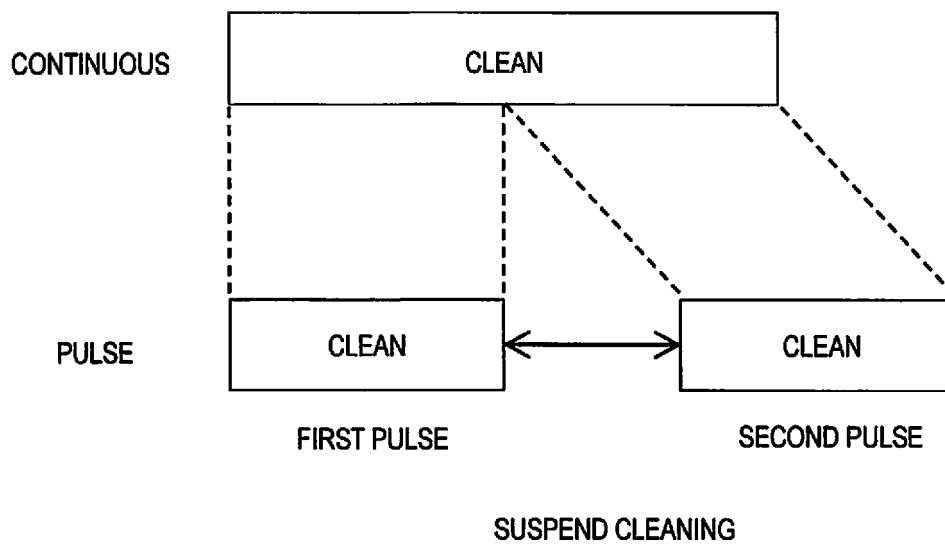 CONTINUOUS
CLEAN
PULSE
CLEAN
CLEAN
FIRST PULSE
SECOND PULSE
SUSPEND CLEANING